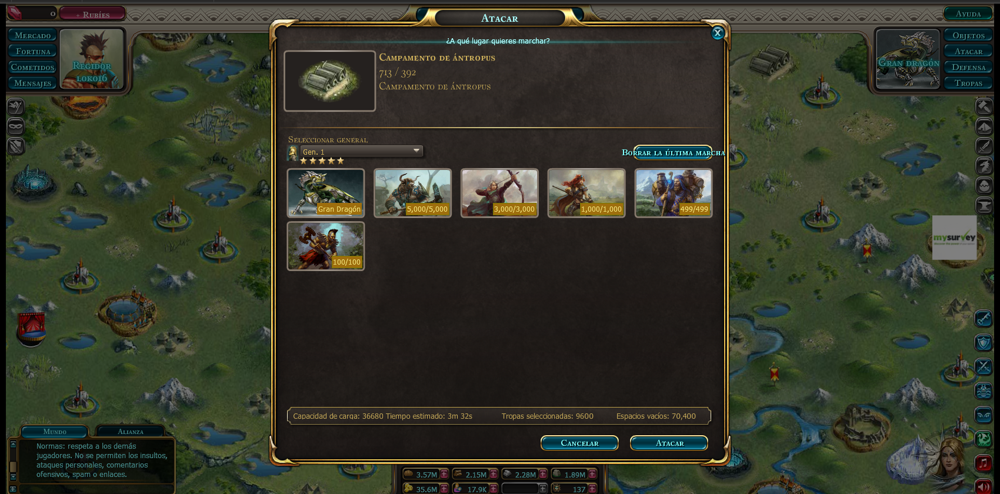 0
+ Rubíes
Atacar
Ayuda
¿A qué lugar quieres marchar?
Mercado
Fortuna
Cometidos
Mensajes
Regidor
loko16
Campamento de ántropus
713 / 392
Campamento de ántropus
Gran dragón
Objetos
Atacar
Defensa
Tropas
Seleccionar general
Gen. 1
Borrar la última marcha
Gran Dragón
5,000/5,000
3,000/3,000
1,000/1,000
499/499
100/100
mysurvey
Capacidad de carga: 36680 Tiempo estimado: 3m 32s
Tropas seleccionadas: 9600
Espacios vacíos: 70,400
Cancelar
Atacar
Mundo
Alianza
Normas: respeta a los demás
jugadores. No se permiten los insultos,
ataques personales, comentarios
ofensivos, spam o enlaces.
3.57M
2.15M
2.28M
1.89M
35.6M
17.9K
137